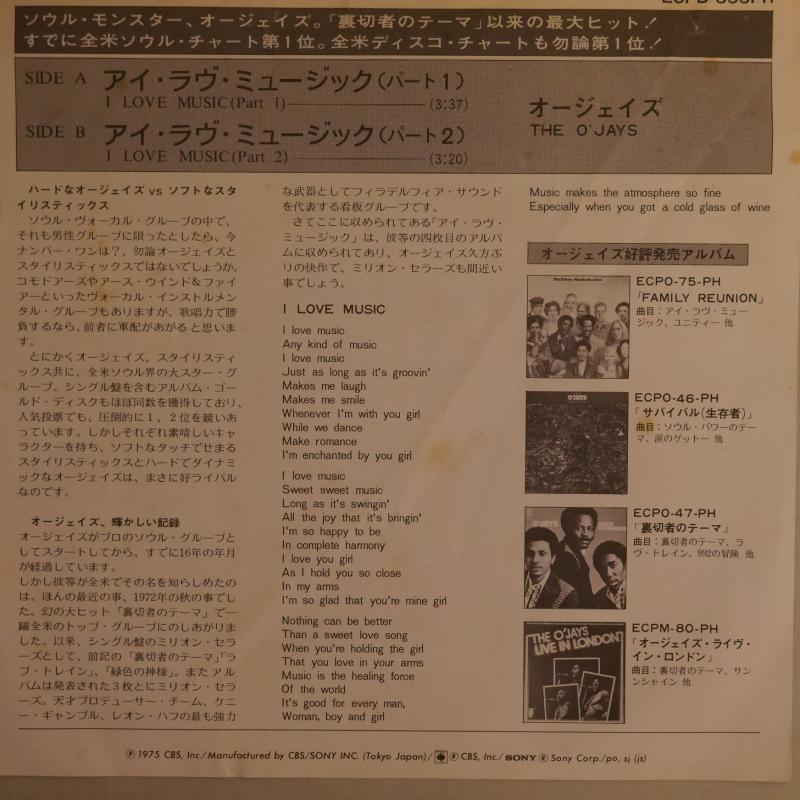 ソウル・モンスター、オージェイズ。「裏切者のテーマ」以来の最大ヒット！
すでに全米ソウル・チャート第1位。全米ディスコ・チャートも勿論第1位！
SIDE A アイ・ラヴ・ミュージック(パート1)
I LOVE MUSIC(Part 1) (3:37)
SIDE B アイ・ラヴ・ミュージック(パート2)
I LOVE MUSIC(Part 2) (3:20)
オージェイズ
THE O'JAYS
ハードなオージェイズ vs ソフトなスタ
イリスティックス
ソウル・ヴォーカル・グループの中で、
それも男性グループに限ったとしたら、今
ナンバー・ワンは？、勿論オージェイズと
スタイリスティックスではないでしょうか。
コモドアーズやアース・ウインド＆ファイ
アーといったヴォーカル・インストルメン
タル・グループもありますが、歌唱力で勝
負するなら、前者に軍配があがると思いま
す。
とにかくオージェイズ、スタイリスティ
ックス共に、全米ソウル界の大スター・グ
ループ。シングル盤を含むアルバム・ゴー
ルド・ディスクもほぼ同数を獲得しており、
人気投票でも、圧倒的に1、2位を競いあ
っています。しかしそれぞれ素晴しいキャ
ラクターを持ち、ソフトなタッチでせまる
スタイリスティックスとハードでダイナミ
ックなオージェイズは、まさに好ライバル
なのです。
オージェイズ、輝かしい記録
オージェイズがプロのソウル・グループと
してスタートしてから、すでに16年の年月
が経過しています。
しかし彼等が全米でその名を知らしめたの
は、ほんの最近の事、1972年の秋の事でし
た。幻の大ヒット「裏切者のテーマ」で一
躍全米のトップ・グループにのしあがりま
した。以来、シングル盤のミリオン・セラ
ーズとして、前記の「裏切者のテーマ」「ラ
ブ・トレイン」、「緑色の神様」。またアル
バムは発表された3枚とにミリオン・セラ
ーズ。天才プロデューサー・チーム、ケニ
ー・ギャンブル、レオン・ハフの最も強力
な武器としてフィラデルフィア・サウンド
を代表する看板グループです。
さてここに収められてある「アイ・ラヴ・
ミュージック」は、彼等の四枚目のアルバ
ムに収められてあり、オージェイズ久方ぶ
りの快作で、ミリオン・セラーズも間近い
事でしょう。
I LOVE MUSIC
I love music
Any kind of music
I love music
Just as long as it's groovin'
Makes me laugh
Makes me smile
Whenever I'm with you girl
While we dance
Make romance
I'm enchanted by you girl
I love music
Sweet sweet music
Long as it's swingin'
All the joy that it's bringin'
I'm so happy to be
In complete harmony
I love you girl
As I hold you so close
In my arms
I'm so glad that you're mine girl
Nothing can be better
Than a sweet love song
When you're holding the girl
That you love in your arms
Music is the healing force
Of the world
It's good for every man,
Woman, boy and girl
Music makes the atmosphere so fine
Especially when you got a cold glass of wine
オージェイズ好評発売アルバム
ECPO-75-PH
「FAMILY REUNION」
曲目：アイ・ラヴ・ミュー
ジック、ユニティー 他
O'JAYS
ECPO-46-PH
「サバイバル(生存者)」
曲目：ソウル・パワーのテー
マ、涙のゲットー 他
ECPO-47-PH
「裏切者のテーマ」
曲目：裏切者のテーマ、ラ
ヴ・トレイン、992の冒険 他
THE O'JAYS
LIVE IN LONDON
ECPM-80-PH
「オージェイズ・ライヴ・
イン・ロンドン」
曲目：裏切者のテーマ、サン
シャイン 他
Ⓟ 1975 CBS, Inc./Manufactured by CBS/SONY INC. (Tokyo Japan)/ ® CBS, Inc./ SONY ® Sony Corp./po, sj (js)